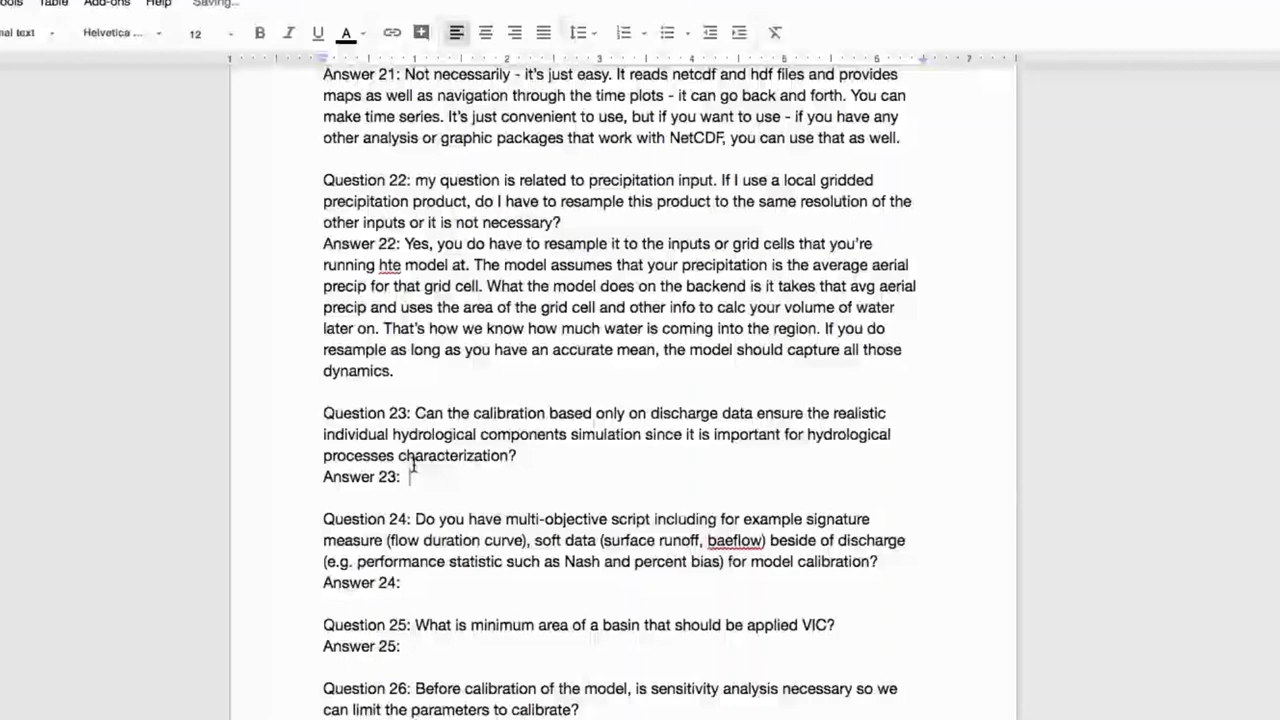 ools Table Add-ons Help Saving...
nal text Helvetica ... 12 B I U A
1 1 2 3 4 5 6 7
Answer 21: Not necessarily - it's just easy. It reads netcdf and hdf files and provides
maps as well as navigation through the time plots - it can go back and forth. You can
make time series. It's just convenient to use, but if you want to use - if you have any
other analysis or graphic packages that work with NetCDF, you can use that as well.
Question 22: my question is related to precipitation input. If I use a local gridded
precipitation product, do I have to resample this product to the same resolution of the
other inputs or it is not necessary?
Answer 22: Yes, you do have to resample it to the inputs or grid cells that you're
running hte model at. The model assumes that your precipitation is the average aerial
precip for that grid cell. What the model does on the backend is it takes that avg aerial
precip and uses the area of the grid cell and other info to calc your volume of water
later on. That's how we know how much water is coming into the region. If you do
resample as long as you have an accurate mean, the model should capture all those
dynamics.
Question 23: Can the calibration based only on discharge data ensure the realistic
individual hydrological components simulation since it is important for hydrological
processes characterization?
Answer 23:
Question 24: Do you have multi-objective script including for example signature
measure (flow duration curve), soft data (surface runoff, baeflow) beside of discharge
(e.g. performance statistic such as Nash and percent bias) for model calibration?
Answer 24:
Question 25: What is minimum area of a basin that should be applied VIC?
Answer 25:
Question 26: Before calibration of the model, is sensitivity analysis necessary so we
can limit the parameters to calibrate?